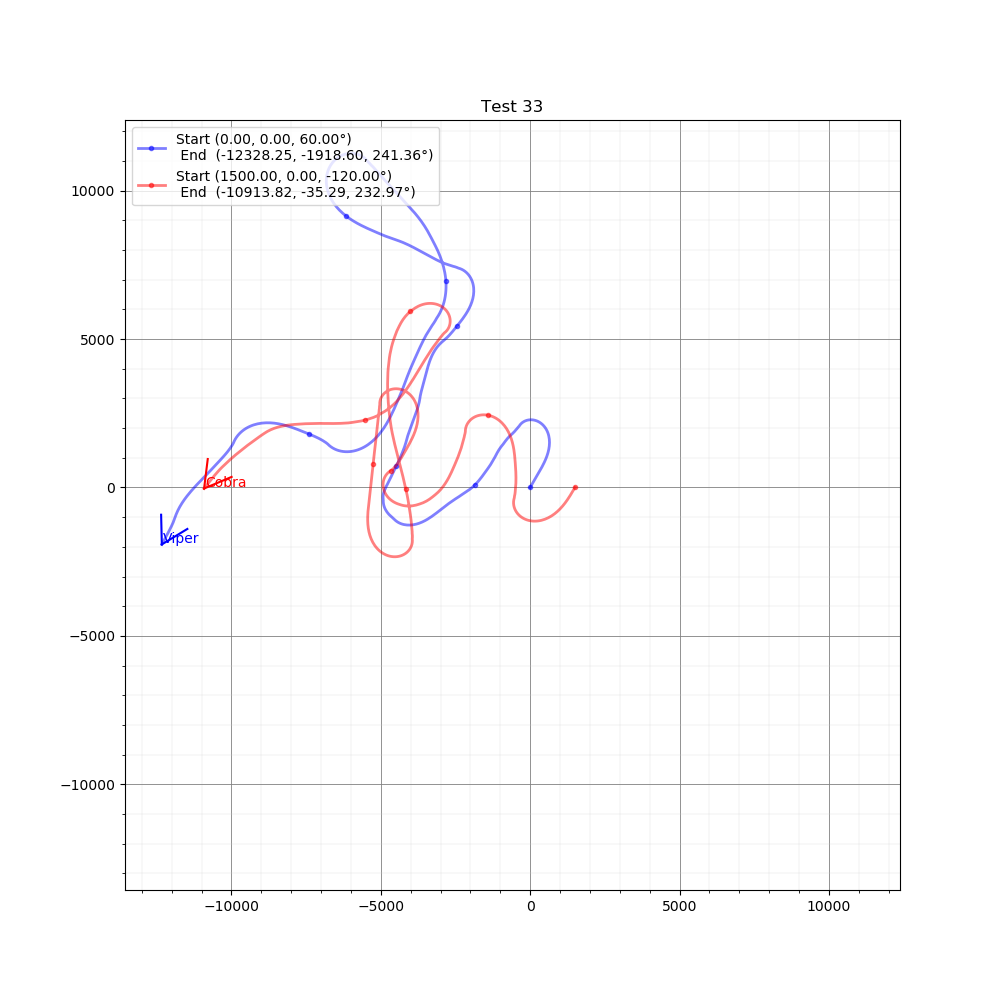 Test 33
Start (0.00, 0.00, 60.00°)
End (-12328.25, -1918.60, 241.36°)
Start (1500.00, 0.00, -120.00°)
End (-10913.82, -35.29, 232.97°)
10000
5000
0
−5000
−10000
Cobra
Viper
−10000
−5000
0
5000
10000